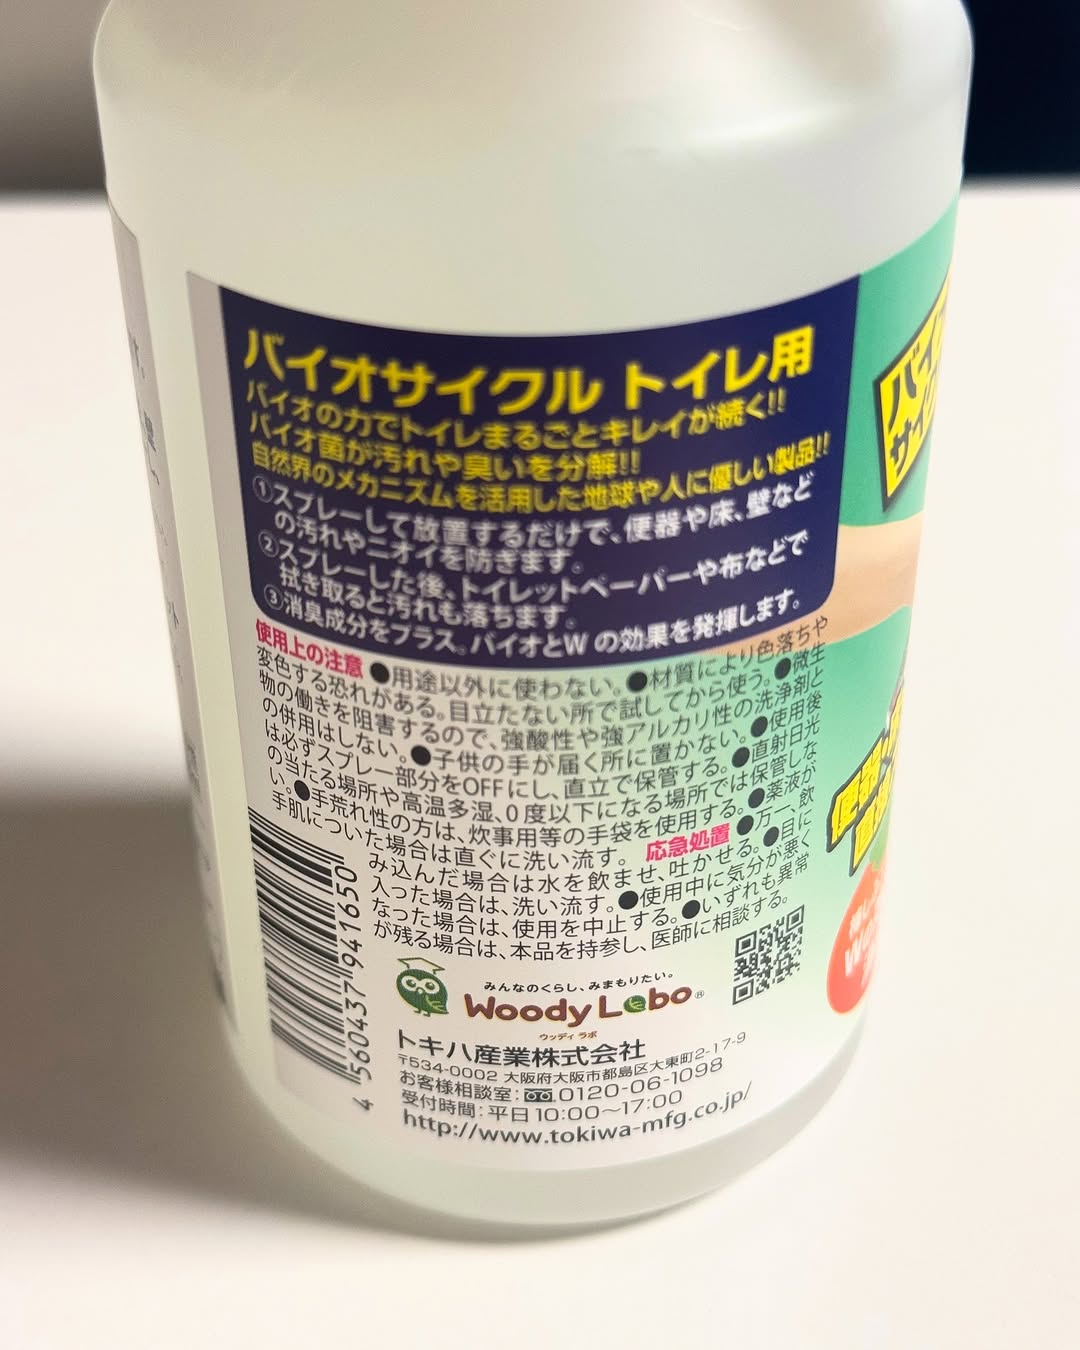 バイオサイクル トイレ用
バイオの力でトイレまるごとキレイが続く!!
バイオ菌が汚れや臭いを分解!!
自然界のメカニズムを活用した地球や人に優しい製品!!
①スプレーして放置するだけで、便器や床、壁など
の汚れやニオイを防ぎます。
②スプレーした後、トイレットペーパーや布などで
拭き取ると汚れも落ちます。
③消臭成分をプラス。バイオとW の効果を発揮します。
使用上の注意 ●用途以外に使わない。●材質により色落ちや
変色する恐れがある。目立たない所で試してから使う。●微生
物の働きを阻害するので、強酸性や強アルカリ性の洗浄剤と
の併用はしない。●子供の手が届く所に置かない。●使用後
は必ずスプレー部分をOFFにし、直立で保管する。●直射日光
の当たる場所や高温多湿、0度以下になる場所では保管しな
い。●手荒れ性の方は、炊事用等の手袋を使用する。●薬液が
手肌についた場合は直ぐに洗い流す。 応急処置 ●万一、飲
み込んだ場合は水を飲ませ、吐かせる。●目に
入った場合は、洗い流す。●使用中に気分が悪く
なった場合は、使用を中止する。●いずれも異常
が残る場合は、本品を持参し、医師に相談する。
4 560437 941650
みんなのくらし、みまもりたい。
Woody Labo®
ウッディ ラボ
トキハ産業株式会社
〒534-0002 大阪府大阪市都島区大東町2-17-9
お客様相談室:0120-06-1098
受付時間:平日10:00～17:00
http://www.tokiwa-mfg.co.jp/